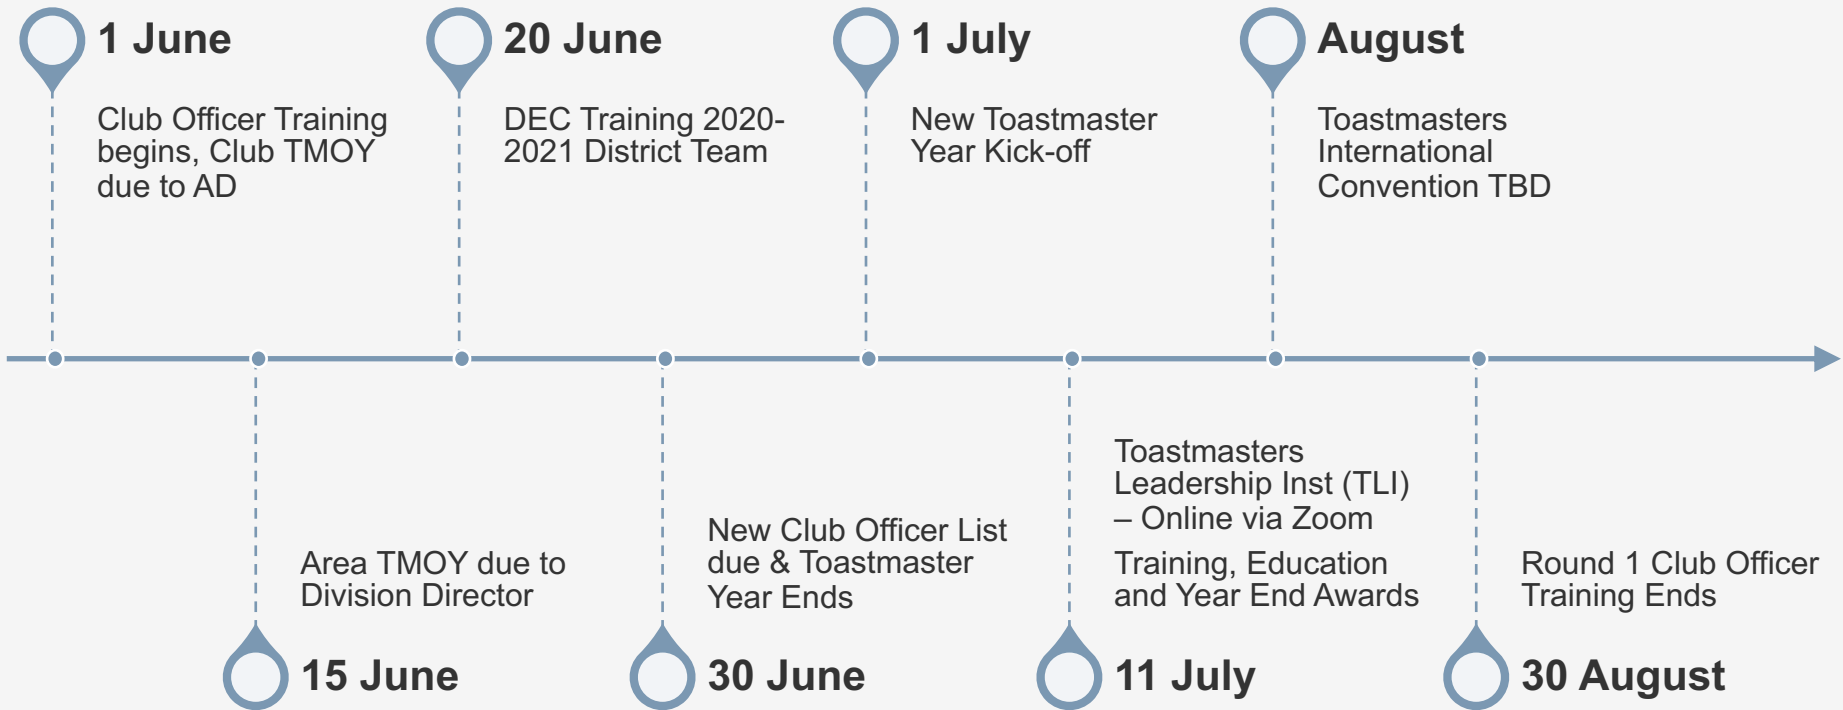 1 June
Club Officer Training
begins, Club TMOY
due to AD
20 June
DEC Training 2020-
2021 District Team
1 July
New Toastmaster
Year Kick-off
August
Toastmasters
International
Convention TBD
Area TMOY due to
Division Director
15 June
New Club Officer List
due & Toastmaster
Year Ends
30 June
Toastmasters
Leadership Inst (TLI)
– Online via Zoom
Training, Education
and Year End Awards
11 July
Round 1 Club Officer
Training Ends
30 August